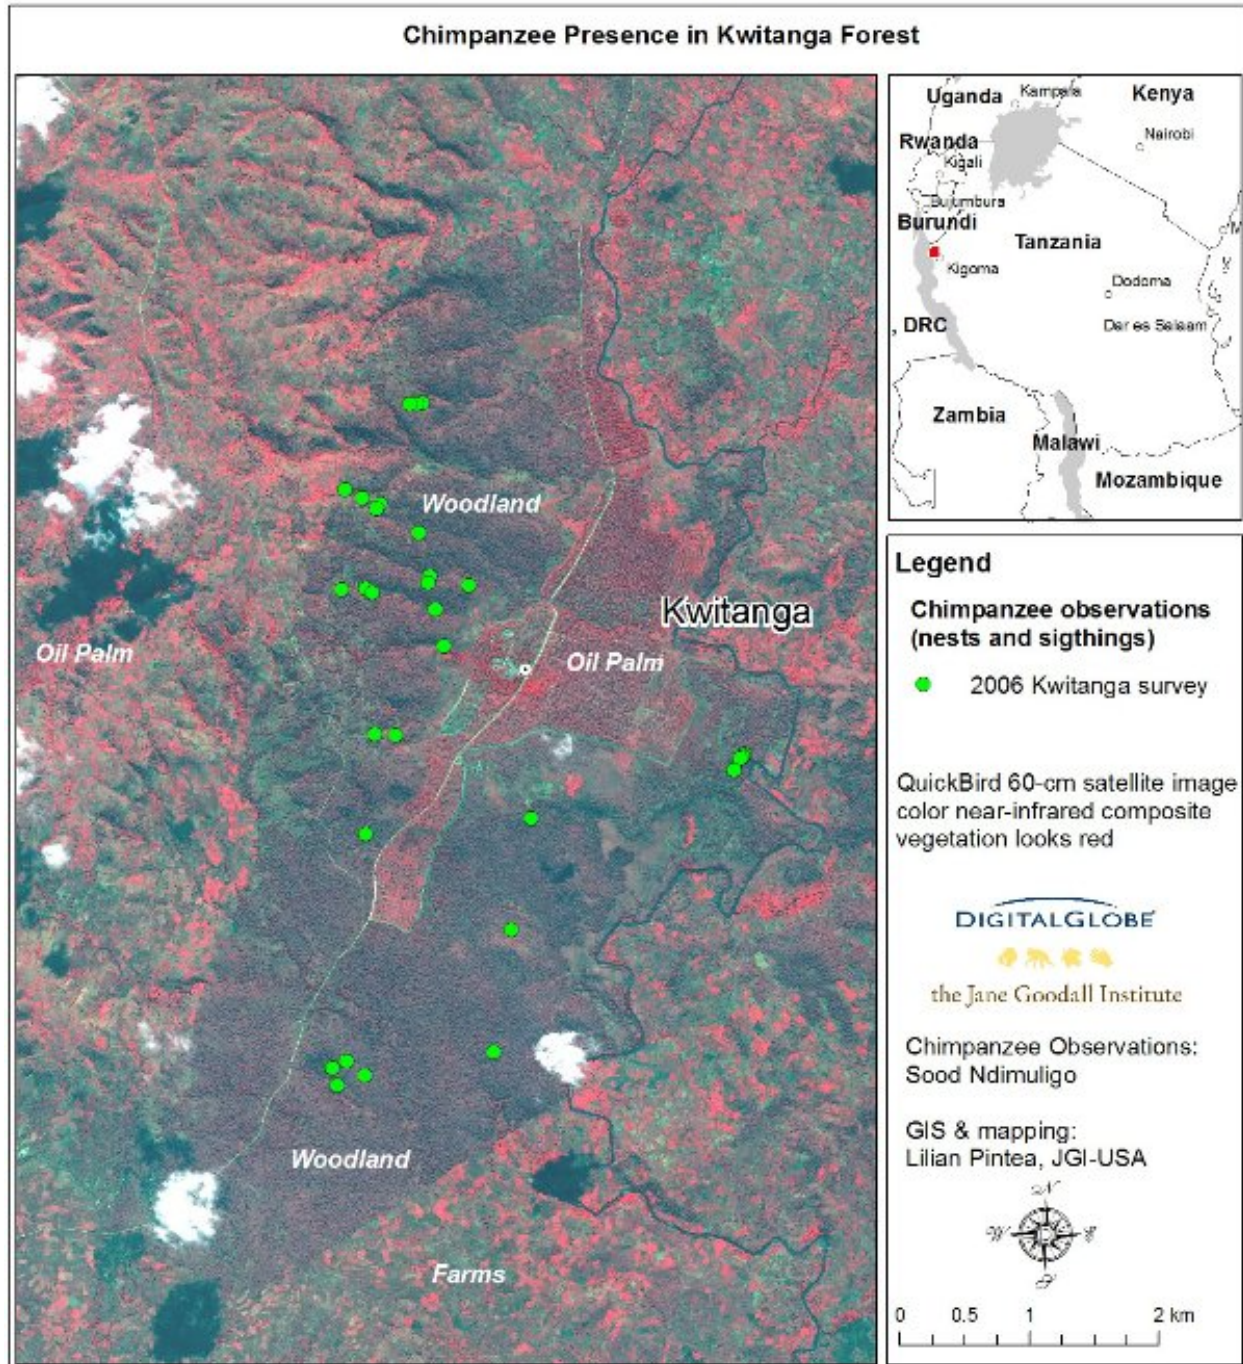 Chimpanzee Presence in Kwitanga Forest
Woodland
Kwitanga
Oil Palm
Oil Palm
Woodland
Farms
Uganda
Kampala
Kenya
Rwanda
Nairobi
Kigali
Bujumbura
Burundi
Tanzania
M
Kigoma
Dodoma
DRC
Dar es Salaam
Zambia
Malawi
Mozambique
Legend
Chimpanzee observations
(nests and sigthings)
2006 Kwitanga survey
QuickBird 60-cm satellite image
color near-infrared composite
vegetation looks red
DIGITALGLOBE
the Jane Goodall Institute
Chimpanzee Observations:
Sood Ndimuligo
GIS & mapping:
Lilian Pintea, JGI-USA
N
W E
S
0 0.5 1 2 km